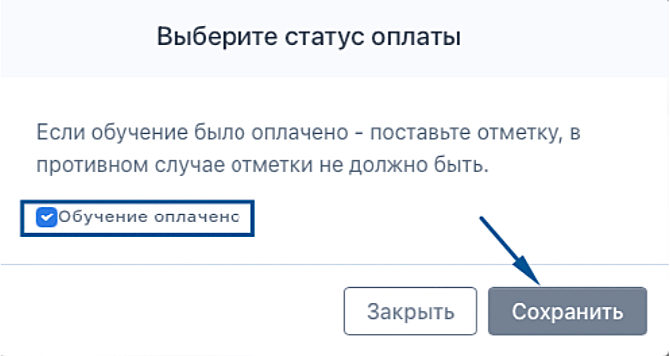 Выберите статус оплаты
Если обучение было оплачено - поставьте отметку, в
противном случае отметки не должно быть.
Обучение оплачено
Закрыть
Сохранить